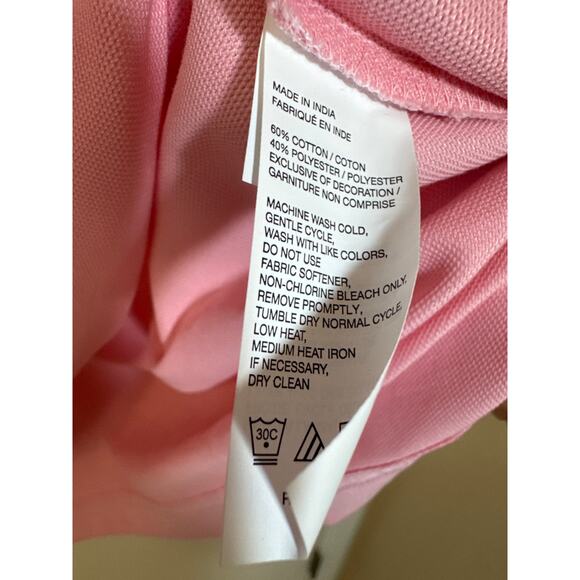 MADE IN INDIA
FABRIQUÉ EN INDE
60% COTTON / COTON
40% POLYESTER / POLYESTER
EXCLUSIVE OF DECORATION /
GARNITURE NON COMPRISE
MACHINE WASH COLD,
GENTLE CYCLE,
WASH WITH LIKE COLORS,
DO NOT USE
FABRIC SOFTENER,
NON-CHLORINE BLEACH ONLY,
REMOVE PROMPTLY,
TUMBLE DRY NORMAL CYCLE,
LOW HEAT,
MEDIUM HEAT IRON
IF NECESSARY,
DRY CLEAN
30C